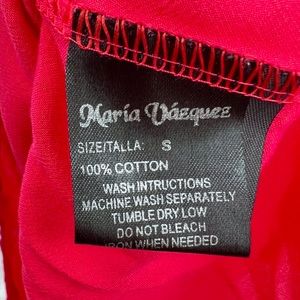 María Vázquez
SIZE/TALLA: S
100% COTTON
WASH INTRUCTIONS
MACHINE WASH SEPARATELY
TUMBLE DRY LOW
DO NOT BLEACH
IRON WHEN NEEDED